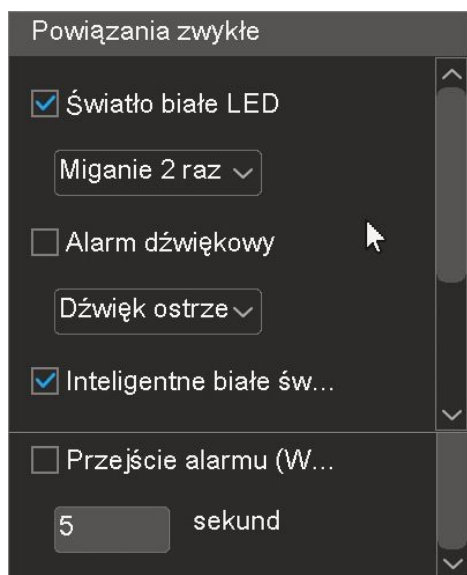 Powiązania zwykłe
Światło białe LED
Miganie 2 raz
Alarm dźwiękowy
Dźwięk ostrze
Inteligentne białe św...
Przejście alarmu (W...
5 sekund